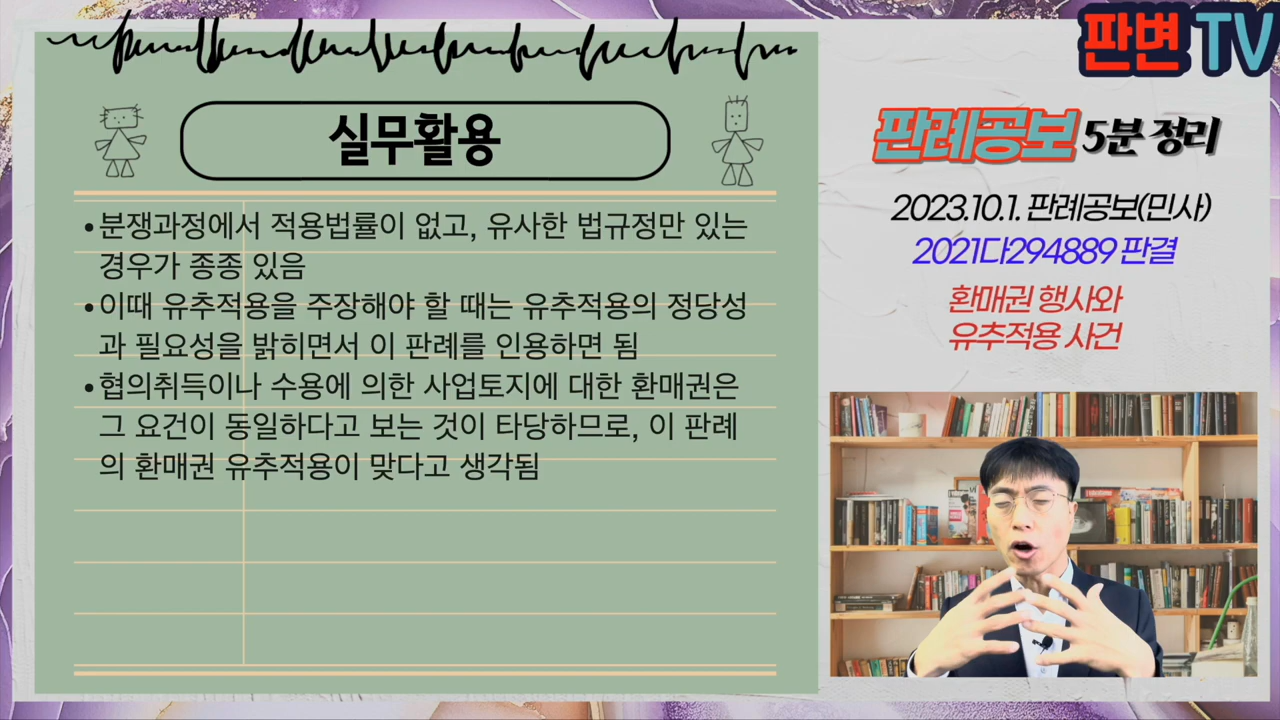 판변 TV
실무활용
•분쟁과정에서 적용법률이 없고, 유사한 법규정만 있는
경우가 종종 있음
•이때 유추적용을 주장해야 할 때는 유추적용의 정당성
과 필요성을 밝히면서 이 판례를 인용하면 됨
•협의취득이나 수용에 의한 사업토지에 대한 환매권은
그 요건이 동일하다고 보는 것이 타당하므로, 이 판례
의 환매권 유추적용이 맞다고 생각됨
판례공보 5분 정리
2023.10.1. 판례공보(민사)
2021다294889 판결
환매권 행사와
유추적용 사건